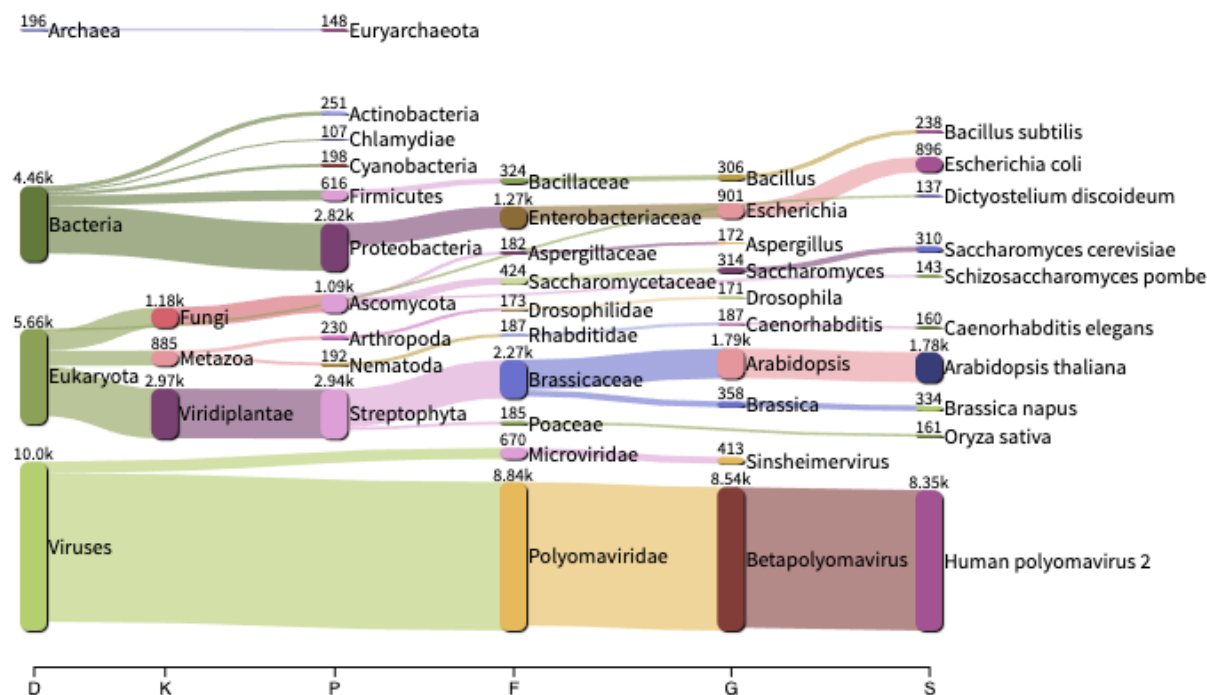 196
Archaea
148
Euryarchaeota
251
Actinobacteria
107
Chlamydiae
238
Bacillus subtilis
198
Cyanobacteria
896
Escherichia coli
4.46k
Bacteria
616
Firmicutes
324
Bacillaceae
306
Bacillus
137
Dictyostelium discoideum
2.82k
Proteobacteria
1.27k
Enterobacteriaceae
901
Escherichia
182
Aspergillaceae
172
Aspergillus
310
Saccharomyces cerevisiae
424
Saccharomycetaceae
314
Saccharomyces
143
Schizosaccharomyces pombe
1.18k
Fungi
1.09k
Ascomycota
173
Drosophilidae
171
Drosophila
5.66k
Eukaryota
230
Arthropoda
187
Rhabditidae
187
Caenorhabditis
160
Caenorhabditis elegans
885
Metazoa
192
Nematoda
2.27k
Brassicaceae
1.79k
Arabidopsis
1.78k
Arabidopsis thaliana
2.97k
Viridiplantae
2.94k
Streptophyta
358
Brassica
334
Brassica napus
185
Poaceae
161
Oryza sativa
10.0k
Viruses
670
Microviridae
413
Sinsheimervirus
8.84k
Polyomaviridae
8.54k
Betapolyomavirus
8.35k
Human polyomavirus 2
D K P F G S